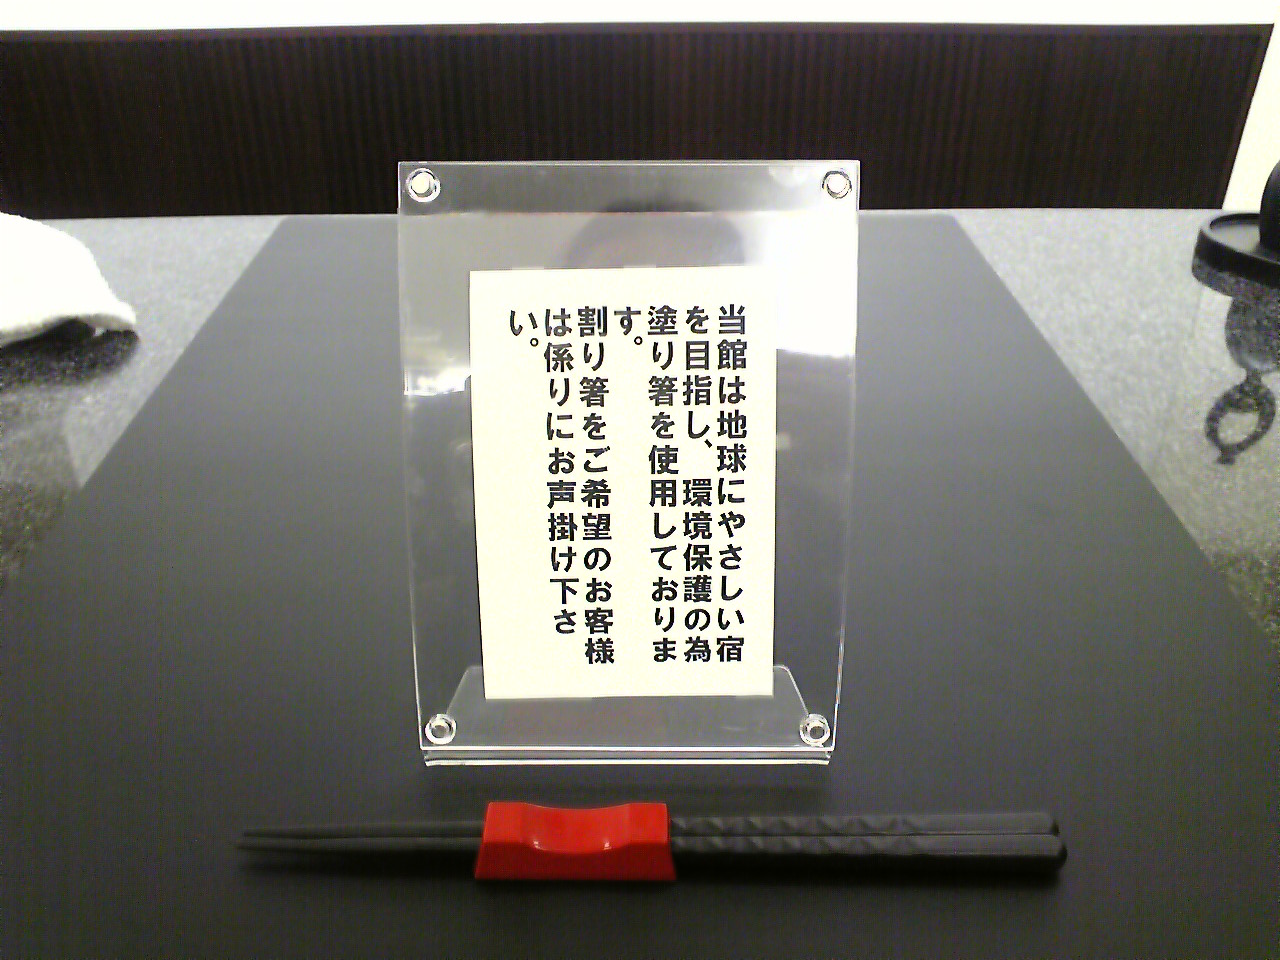 当館は地球にやさしい宿
を目指し、環境保護の為
塗り箸を使用しておりま
す。
割り箸をご希望のお客様
は係りにお声掛け下さ
い。